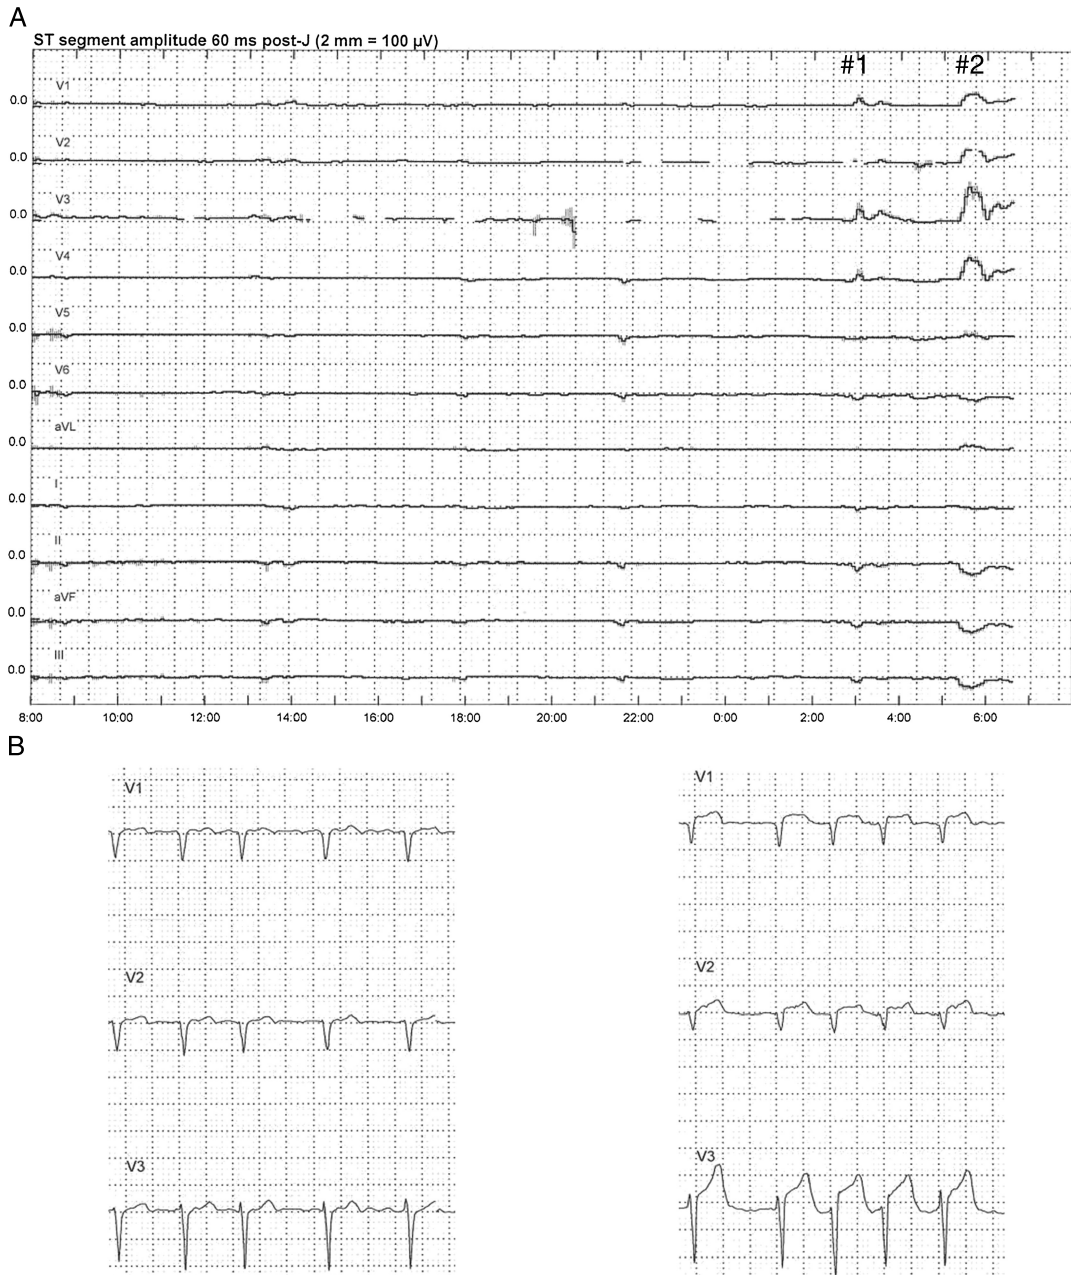 A
ST segment amplitude 60 ms post-J (2 mm = 100 µV)
#1 #2
V1
0.0
V2
0.0
V3
0.0
V4
0.0
V5
0.0
V6
0.0
aVL
0.0
I
0.0
II
0.0
aVF
0.0
III
0.0
8:00 10:00 12:00 14:00 16:00 18:00 20:00 22:00 0:00 2:00 4:00 6:00
B
V1 V1
V2 V2
V3 V3